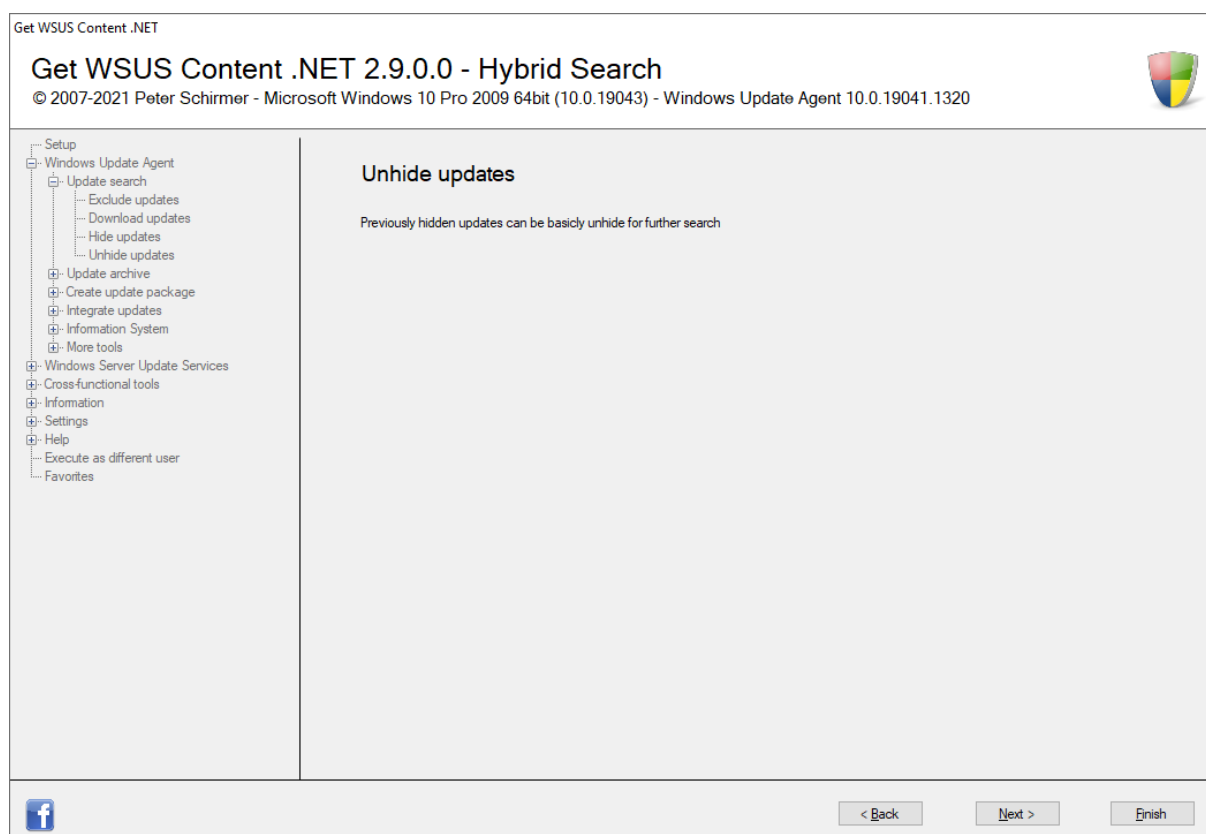 Get WSUS Content .NET
Get WSUS Content .NET 2.9.0.0 - Hybrid Search
© 2007-2021 Peter Schirmer - Microsoft Windows 10 Pro 2009 64bit (10.0.19043) - Windows Update Agent 10.0.19041.1320
Setup
Windows Update Agent
Update search
Exclude updates
Download updates
Hide updates
Unhide updates
Update archive
Create update package
Integrate updates
Information System
More tools
Windows Server Update Services
Cross-functional tools
Information
Settings
Help
Execute as different user
Favorites
Unhide updates
Previously hidden updates can be basicly unhide for further search
f
< Back
Next >
Finish